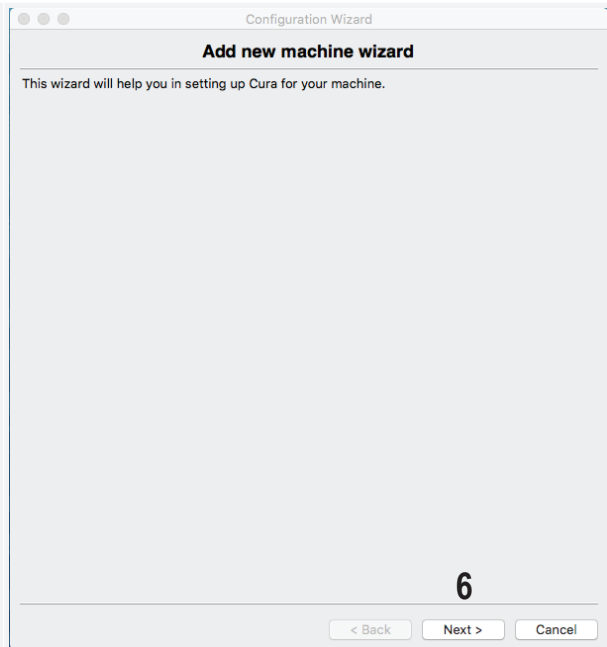 Configuration Wizard
Add new machine wizard
This wizard will help you in setting up Cura for your machine.
6
< Back Next > Cancel